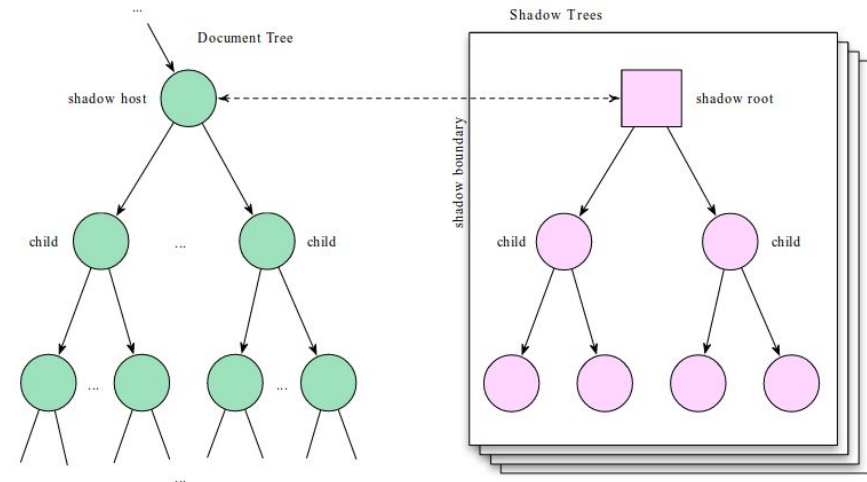 ...
Document Tree
Shadow Trees
shadow host
shadow root
shadow boundary
child
...
child
child
child
...
...
...